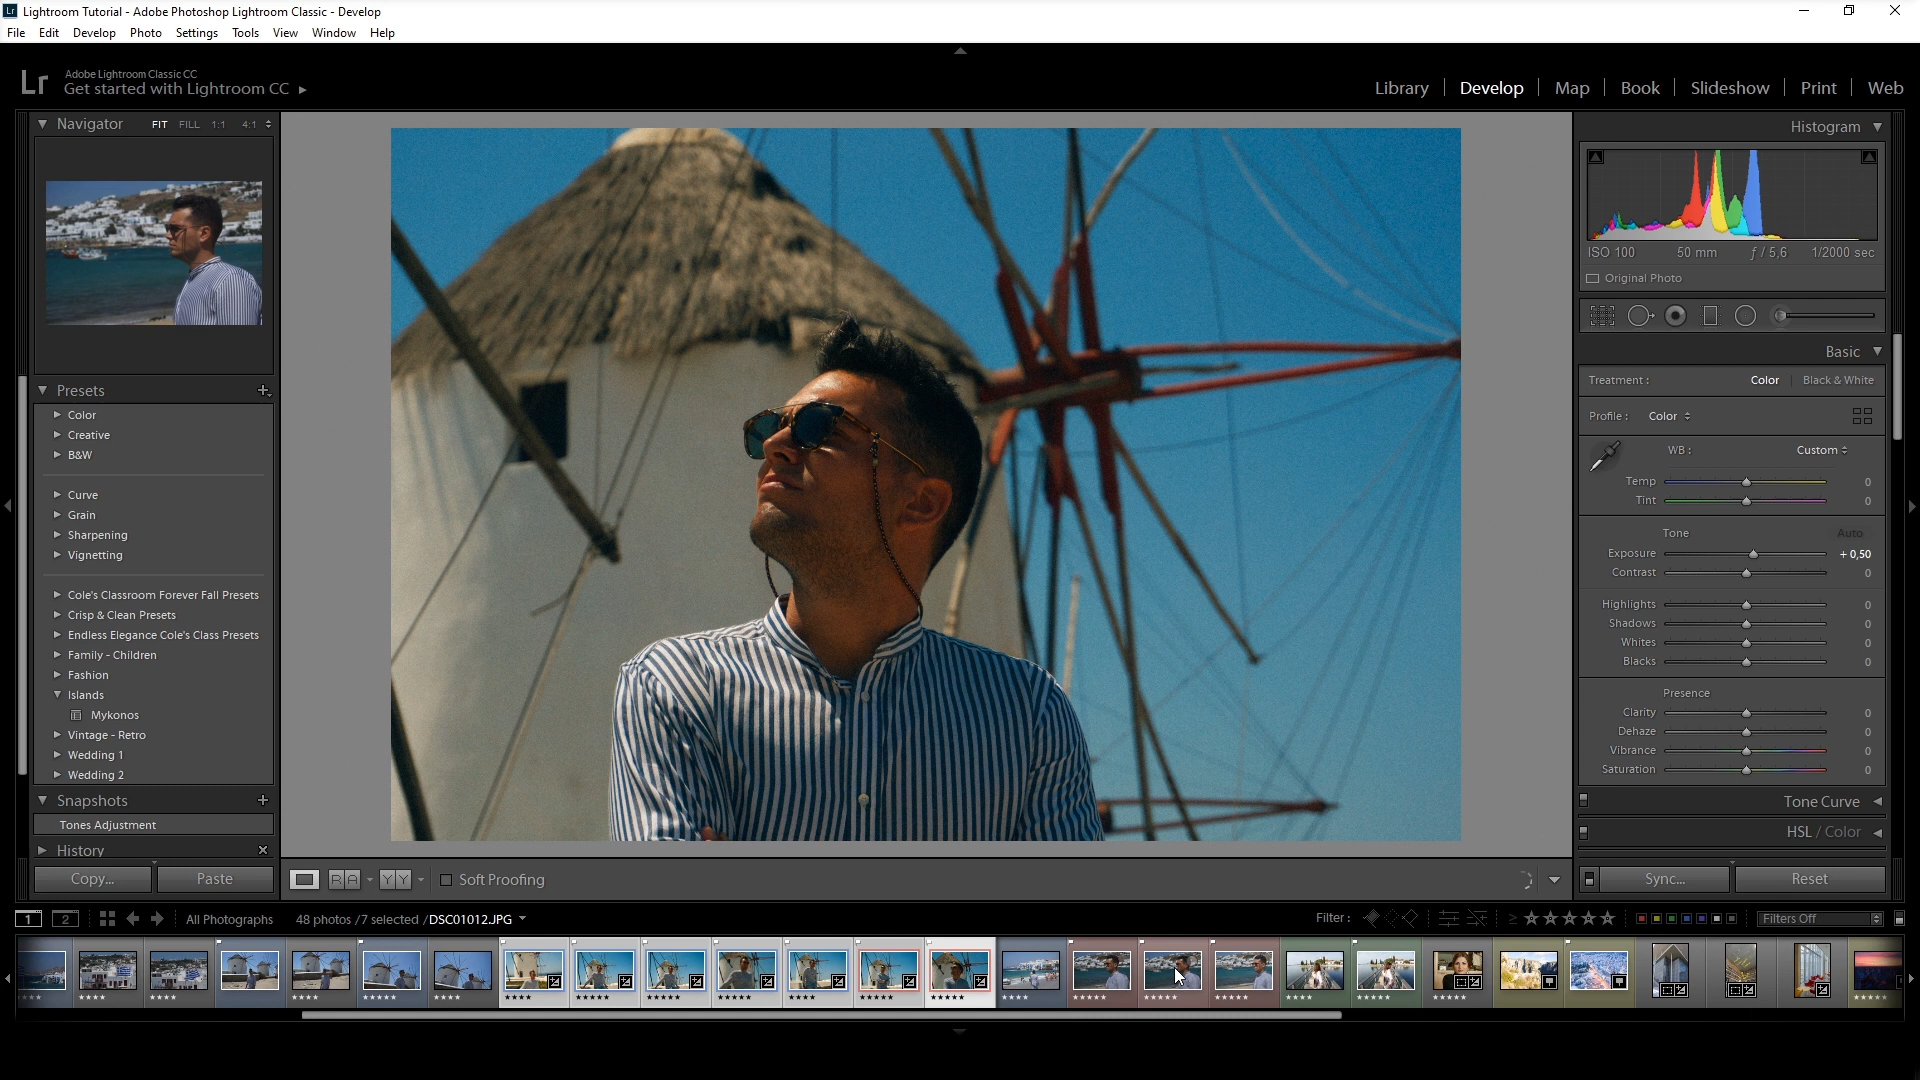 Lightroom Tutorial - Adobe Photoshop Lightroom Classic - Develop
File Edit Develop Photo Settings Tools View Window Help
Lr
Adobe Lightroom Classic CC
Get started with Lightroom CC
Library Develop Map Book Slideshow Print Web
Navigator FIT FILL 1:1 4:1
Presets
Color
Creative
B&W
Curve
Grain
Sharpening
Vignetting
Cole's Classroom Forever Fall Presets
Crisp & Clean Presets
Endless Elegance Cole's Class Presets
Family - Children
Fashion
Islands
Mykonos
Vintage - Retro
Wedding 1
Wedding 2
Snapshots
Tones Adjustment
History
Copy... Paste
Histogram
ISO 100 50 mm ƒ / 5,6 1/2000 sec
Original Photo
Basic
Treatment : Color Black & White
Profile : Color
WB : Custom
Temp 0
Tint 0
Tone Auto
Exposure + 0,50
Contrast 0
Highlights 0
Shadows 0
Whites 0
Blacks 0
Presence
Clarity 0
Dehaze 0
Vibrance 0
Saturation 0
Tone Curve
HSL / Color
Sync... Reset
R A Y Y Soft Proofing
1 2 All Photographs 48 photos /7 selected /DSC01012.JPG
Filter : Filters Off